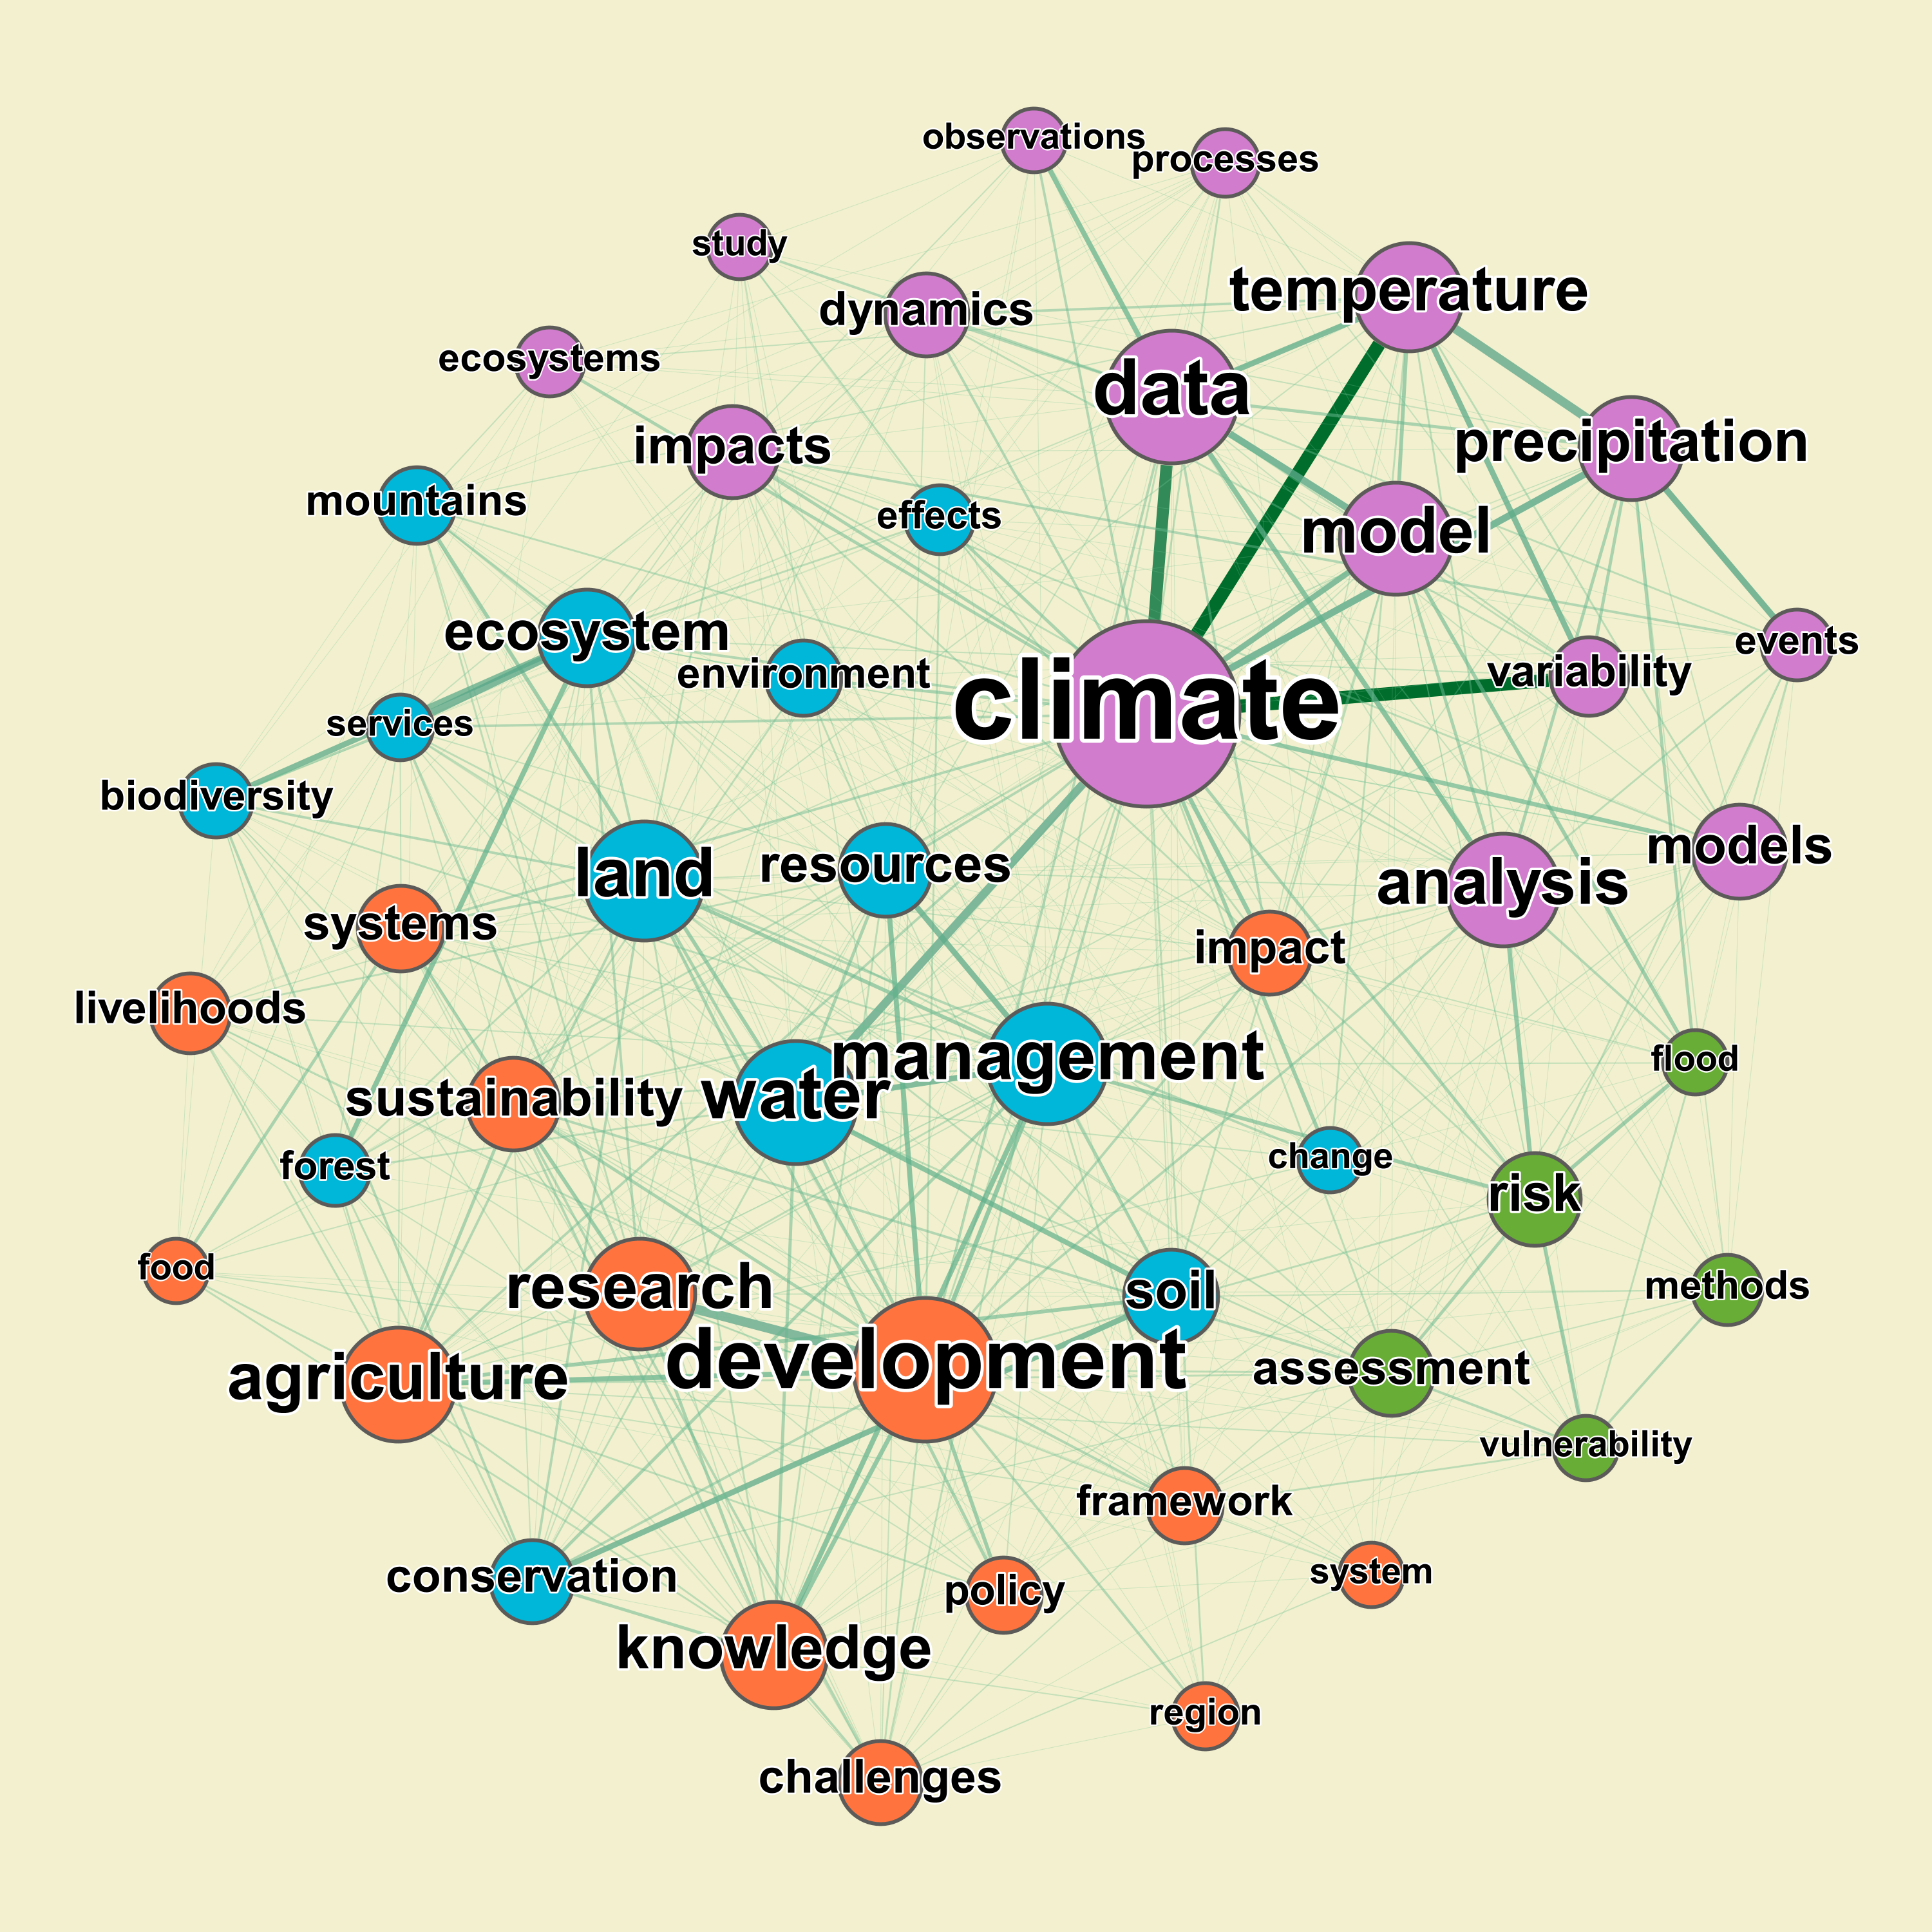 observations
processes
study
temperature
dynamics
ecosystems
data
impacts
precipitation
mountains
effects
model
ecosystem
environment
events
variability
climate
services
biodiversity
land
resources
models
analysis
systems
impact
livelihoods
management
flood
sustainability
water
forest
change
risk
food
research
soil
methods
development
agriculture
assessment
vulnerability
framework
conservation
policy
system
knowledge
region
challenges